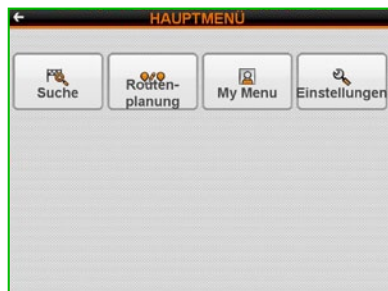 HAUPTMENÜ
Suche
Routen-
planung
My Menu
Einstellungen